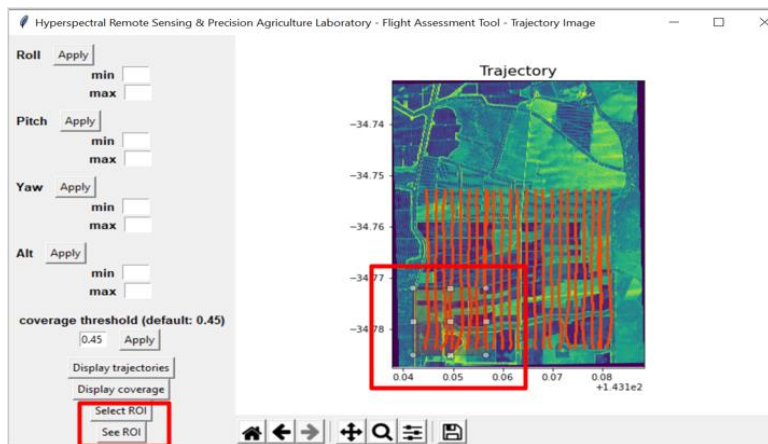 Hyperspectral Remote Sensing & Precision Agriculture Laboratory - Flight Assessment Tool - Trajectory Image
Roll Apply
min
max
Pitch Apply
min
max
Yaw Apply
min
max
Alt Apply
min
max
coverage threshold (default: 0.45)
0.45 Apply
Display trajectories
Display coverage
Select ROI
See ROI
Trajectory
−34.74
−34.75
−34.76
−34.77
−34.78
0.04 0.05 0.06 0.07 0.08
+1.431e2